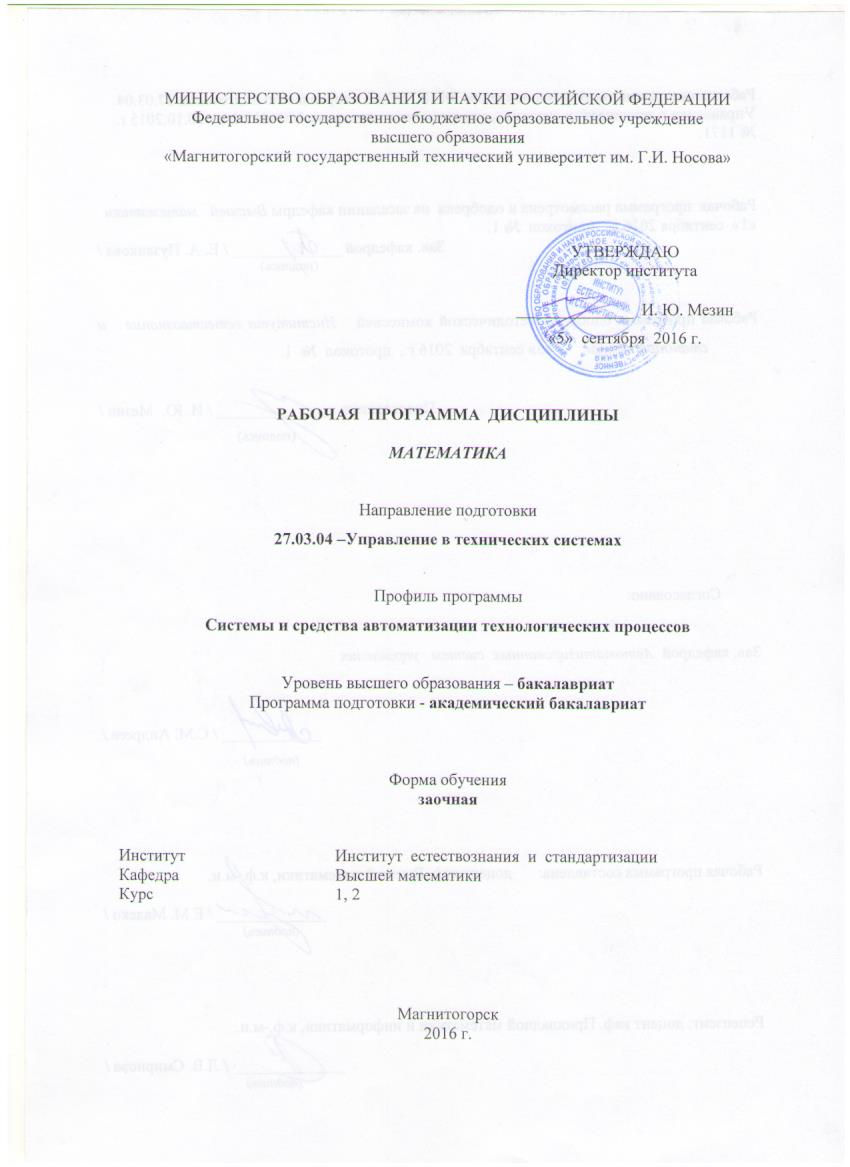 МИНИСТЕРСТВО ОБРАЗОВАНИЯ И НАУКИ РОССИЙСКОЙ ФЕДЕРАЦИИ
Федеральное государственное бюджетное образовательное учреждение
высшего образования
«Магнитогорский государственный технический университет им. Г.И. Носова»
УТВЕРЖДАЮ
Директор института
И. Ю. Мезин
«5» сентября 2016 г.
ИНСТИТУТ
ЕСТЕСТВОЗНАНИЯ
И СТАНДАРТИЗАЦИИ
РАБОЧАЯ ПРОГРАММА ДИСЦИПЛИНЫ
МАТЕМАТИКА
Направление подготовки
27.03.04 –Управление в технических системах
Профиль программы
Системы и средства автоматизации технологических процессов
Уровень высшего образования – бакалавриат
Программа подготовки - академический бакалавриат
Форма обучения
заочная
Институт Институт естествознания и стандартизации
Кафедра Высшей математики
Курс 1, 2
Магнитогорск
2016 г.